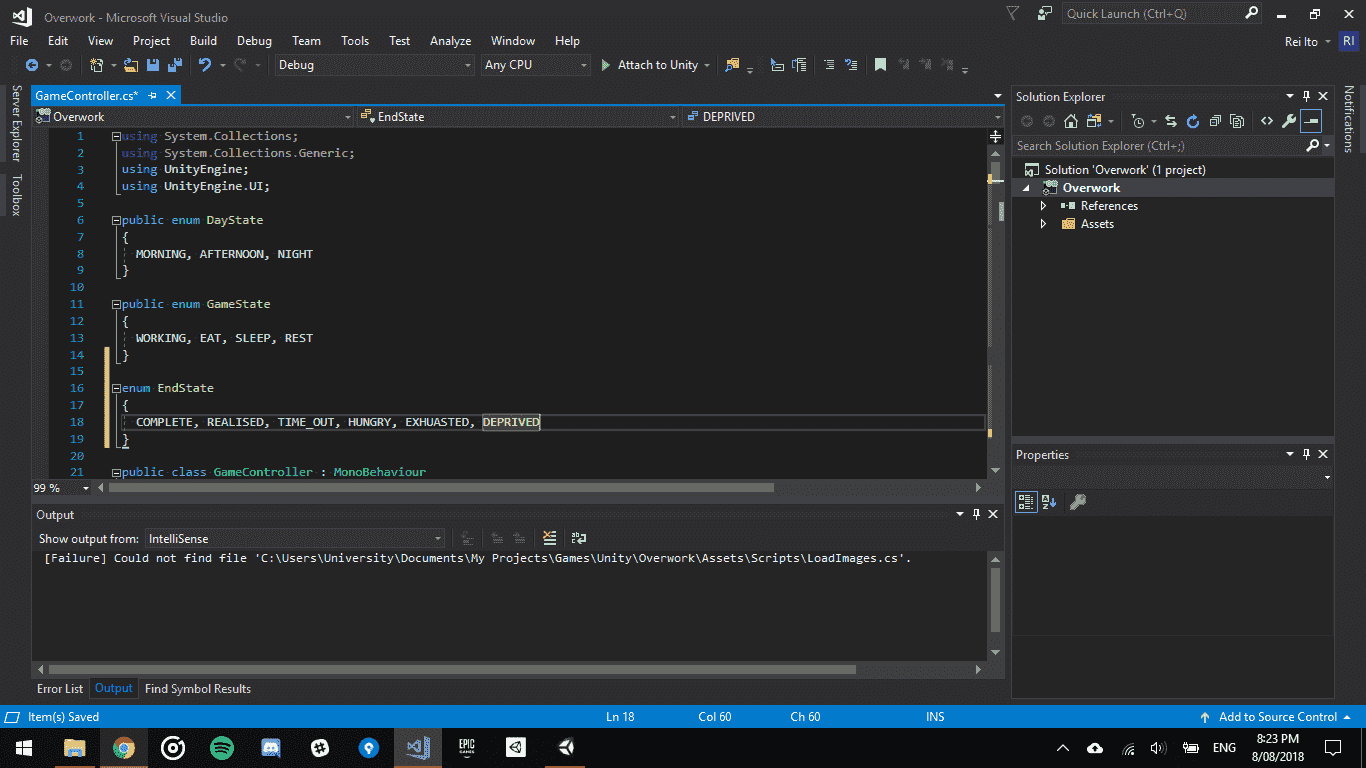 Overwork - Microsoft Visual Studio
Quick Launch (Ctrl+Q)
File Edit View Project Build Debug Team Tools Test Analyze Window Help
Rei Ito RI
Debug Any CPU Attach to Unity
Server Explorer
Toolbox
GameController.cs*
Overwork EndState DEPRIVED
1 using System.Collections;
2 using System.Collections.Generic;
3 using UnityEngine;
4 using UnityEngine.UI;
5
6 public enum DayState
7 {
8 MORNING, AFTERNOON, NIGHT
9 }
10
11 public enum GameState
12 {
13 WORKING, EAT, SLEEP, REST
14 }
15
16 enum EndState
17 {
18 COMPLETE, REALISED, TIME_OUT, HUNGRY, EXHUASTED, DEPRIVED
19 }
20
21 public class GameController : MonoBehaviour
99 %
Output
Show output from: IntelliSense
[Failure] Could not find file 'C:\Users\University\Documents\My Projects\Games\Unity\Overwork\Assets\Scripts\LoadImages.cs'.
Error List Output Find Symbol Results
Solution Explorer
Search Solution Explorer (Ctrl+;)
Solution 'Overwork' (1 project)
Overwork
References
Assets
Properties
Notifications
Item(s) Saved Ln 18 Col 60 Ch 60 INS Add to Source Control
EPIC
GAMES
ENG
8:23 PM
8/08/2018